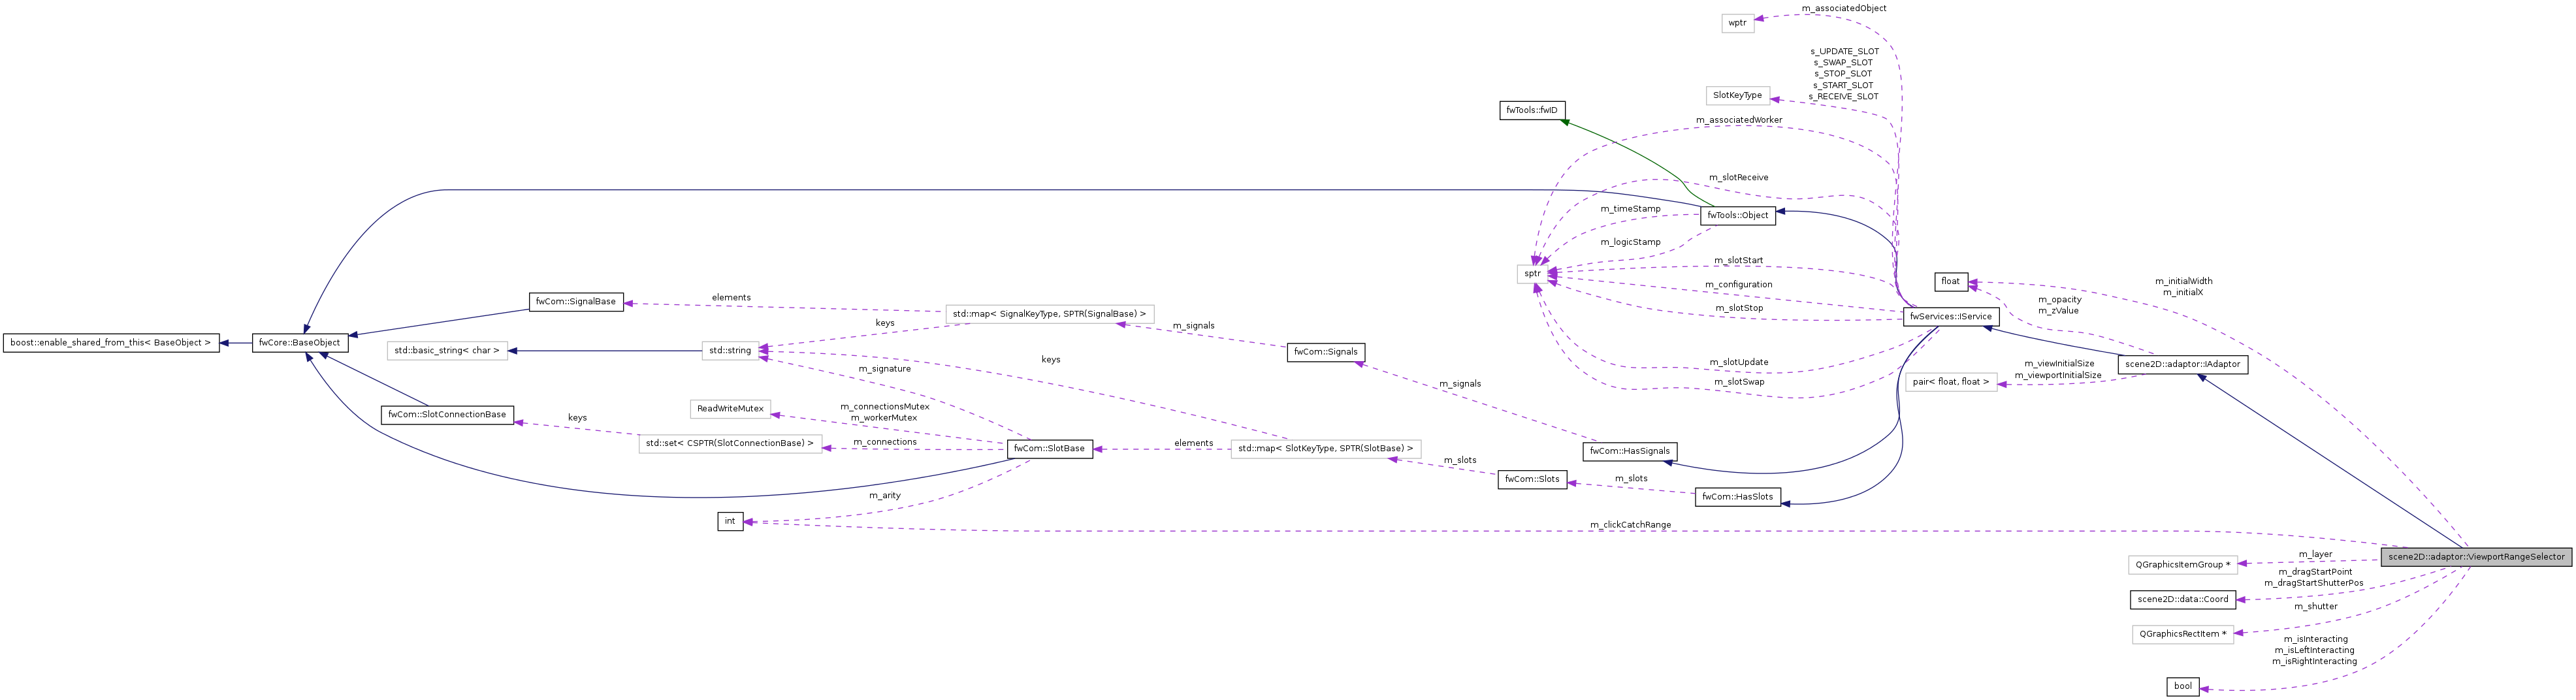 m_associatedObject
wptr
s_UPDATE_SLOT
s_SWAP_SLOT
s_STOP_SLOT
s_START_SLOT
s_RECEIVE_SLOT
SlotKeyType
fwTools::fwID
m_associatedWorker
m_slotReceive
m_timeStamp
fwTools::Object
m_logicStamp
m_slotStart
sptr
m_configuration
float
m_initialWidth
m_initialX
m_opacity
m_zValue
m_slotStop
fwServices::IService
elements
fwCom::SignalBase
std::map< SignalKeyType, SPTR(SignalBase) >
keys
m_signals
boost::enable_shared_from_this< BaseObject >
fwCore::BaseObject
std::basic_string< char >
std::string
fwCom::Signals
keys
m_slotUpdate
m_viewInitialSize
m_viewportInitialSize
scene2D::adaptor::IAdaptor
m_signature
m_signals
m_slotSwap
pair< float, float >
fwCom::SlotConnectionBase
keys
ReadWriteMutex
m_connectionsMutex
m_workerMutex
std::set< CSPTR(SlotConnectionBase) >
m_connections
fwCom::SlotBase
elements
std::map< SlotKeyType, SPTR(SlotBase) >
fwCom::HasSignals
m_slots
fwCom::Slots
m_slots
fwCom::HasSlots
m_arity
int
m_clickCatchRange
scene2D::adaptor::ViewportRangeSelector
m_layer
QGraphicsItemGroup *
m_dragStartPoint
m_dragStartShutterPos
scene2D::data::Coord
m_shutter
QGraphicsRectItem *
m_isInteracting
m_isLeftInteracting
m_isRightInteracting
bool